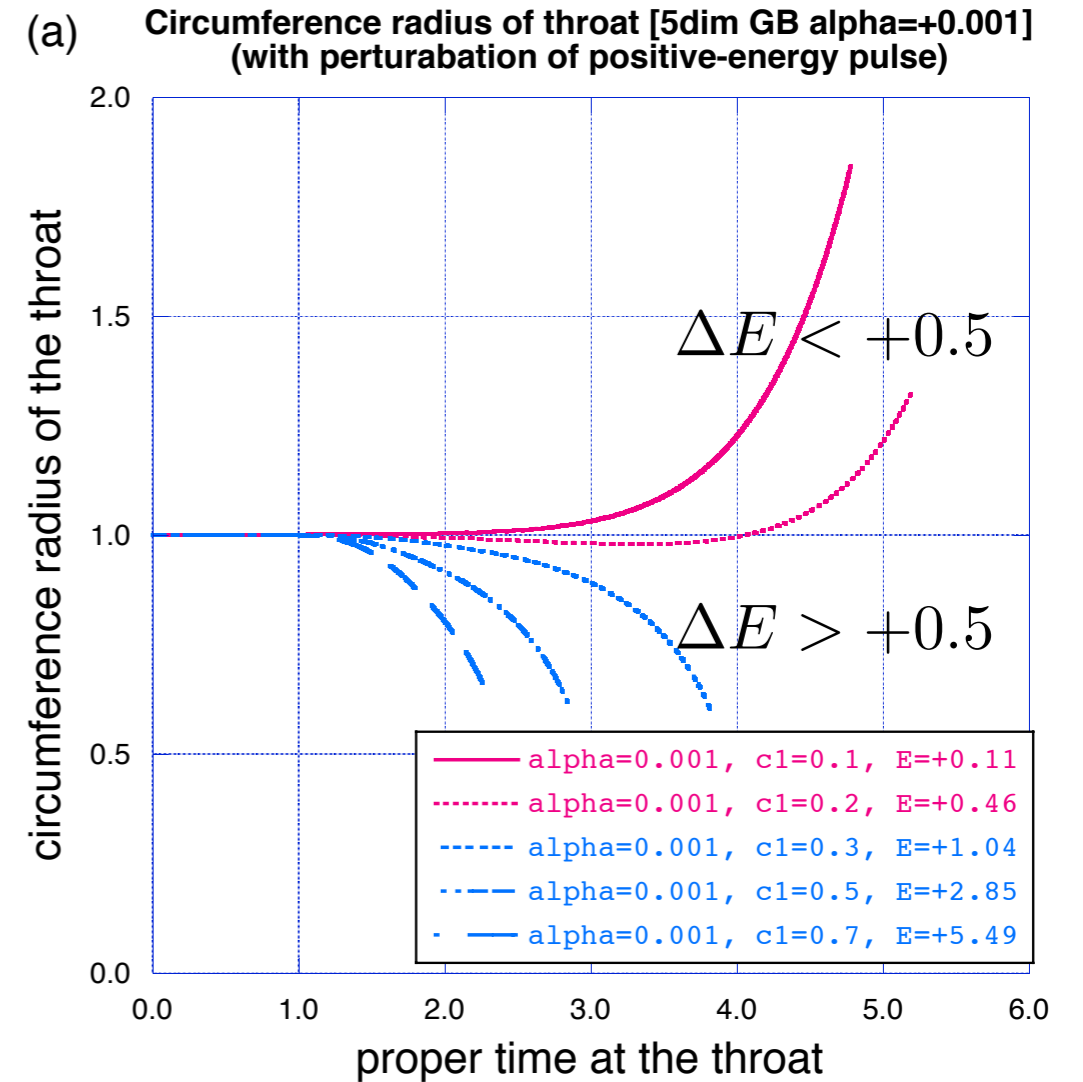 (a)
Circumference radius of throat [5dim GB alpha=+0.001]
(with perturabation of positive-energy pulse)
circumference radius of the throat
2.0
1.5
1.0
0.5
0.0
ΔE < +0.5
ΔE > +0.5
alpha=0.001, c1=0.1, E=+0.11
alpha=0.001, c1=0.2, E=+0.46
alpha=0.001, c1=0.3, E=+1.04
alpha=0.001, c1=0.5, E=+2.85
alpha=0.001, c1=0.7, E=+5.49
0.0 1.0 2.0 3.0 4.0 5.0 6.0
proper time at the throat